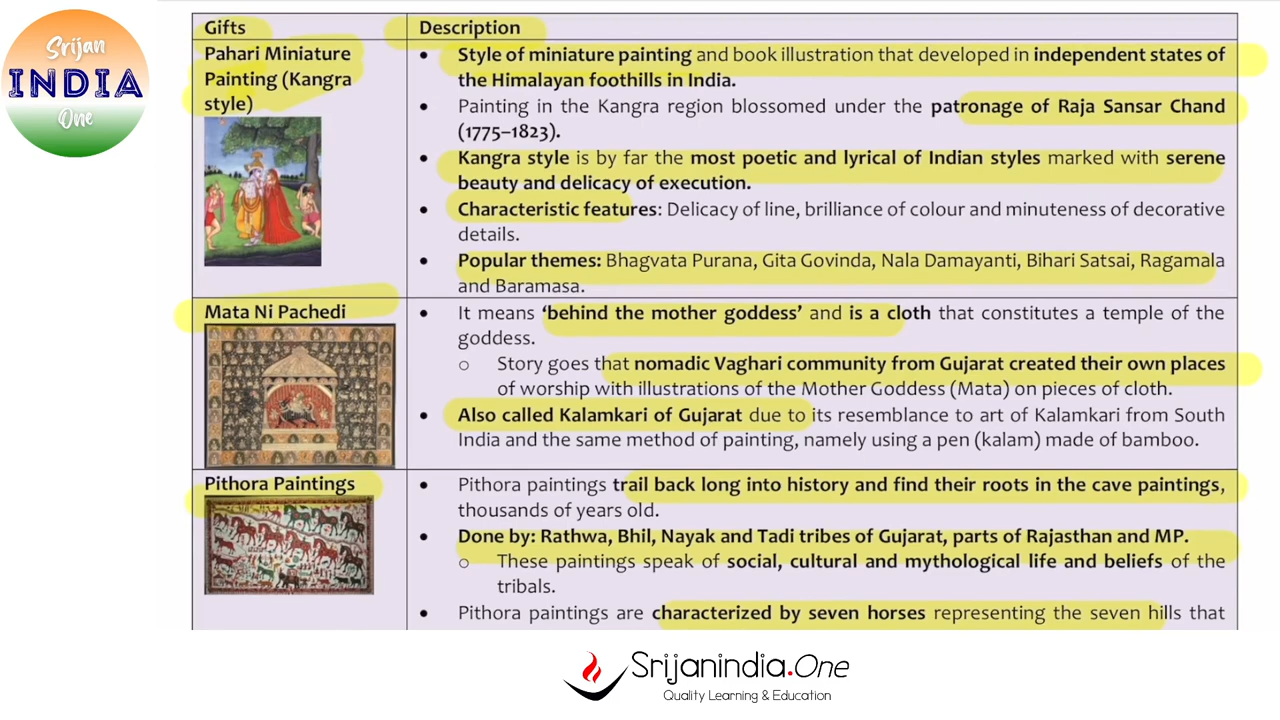 Srijan
INDIA
One
Gifts
Description
Pahari Miniature
Painting (Kangra
style)
• Style of miniature painting and book illustration that developed in independent states of
the Himalayan foothills in India.
• Painting in the Kangra region blossomed under the patronage of Raja Sansar Chand
(1775–1823).
• Kangra style is by far the most poetic and lyrical of Indian styles marked with serene
beauty and delicacy of execution.
• Characteristic features: Delicacy of line, brilliance of colour and minuteness of decorative
details.
• Popular themes: Bhagvata Purana, Gita Govinda, Nala Damayanti, Bihari Satsai, Ragamala
and Baramasa.
Mata Ni Pachedi
• It means ‘behind the mother goddess’ and is a cloth that constitutes a temple of the
goddess.
o Story goes that nomadic Vaghari community from Gujarat created their own places
of worship with illustrations of the Mother Goddess (Mata) on pieces of cloth.
• Also called Kalamkari of Gujarat due to its resemblance to art of Kalamkari from South
India and the same method of painting, namely using a pen (kalam) made of bamboo.
Pithora Paintings
• Pithora paintings trail back long into history and find their roots in the cave paintings,
thousands of years old.
• Done by: Rathwa, Bhil, Nayak and Tadi tribes of Gujarat, parts of Rajasthan and MP.
o These paintings speak of social, cultural and mythological life and beliefs of the
tribals.
• Pithora paintings are characterized by seven horses representing the seven hills that
SrijanIndia.One
Quality Learning & Education